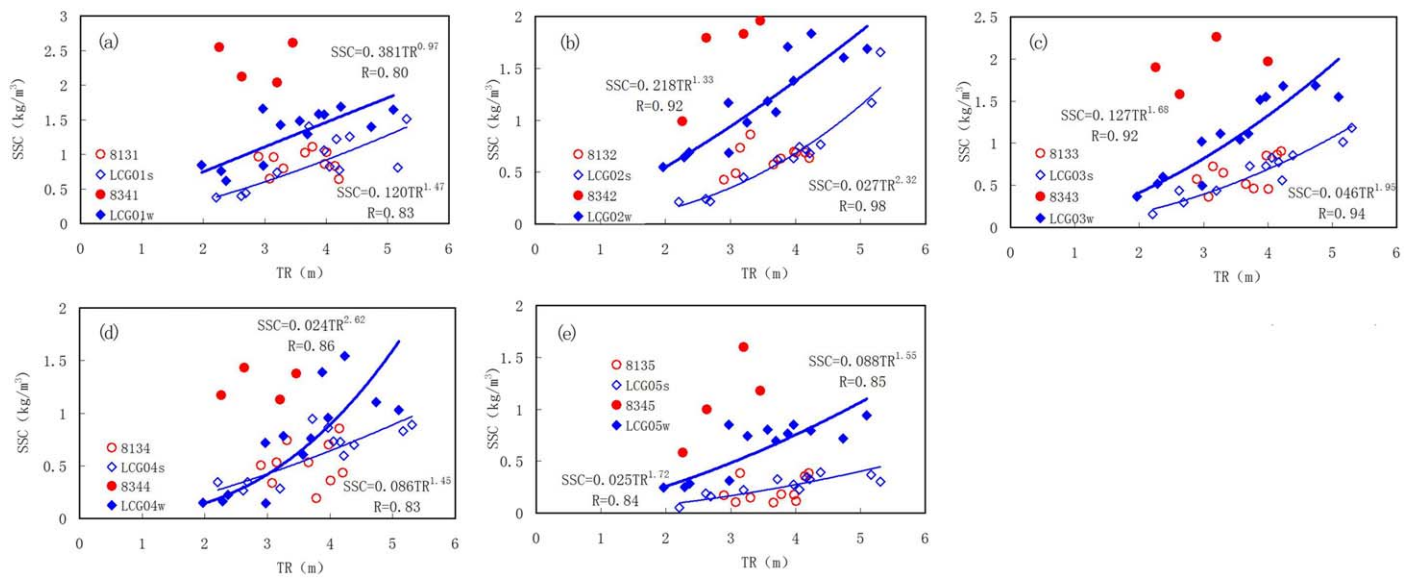 (a)
SSC (kg/m³)
3
2.5
2
1.5
1
0.5
0
SSC=0.381TR^0.97
R=0.80
8131
LCG01s
8341
LCG01w
SSC=0.120TR^1.47
R=0.83
0 1 2 3 4 5 6
TR (m)
(b)
SSC (kg/m³)
2
1.5
1
0.5
0
SSC=0.218TR^1.33
R=0.92
8132
LCG02s
8342
LCG02w
SSC=0.027TR^2.32
R=0.98
0 1 2 3 4 5 6
TR (m)
(c)
SSC (kg/m³)
2.5
2
1.5
1
0.5
0
SSC=0.127TR^1.68
R=0.92
8133
LCG03s
8343
LCG03w
SSC=0.046TR^1.95
R=0.94
0 1 2 3 4 5 6
TR (m)
(d)
SSC (kg/m³)
2
1.5
1
0.5
0
SSC=0.024TR^2.62
R=0.86
8134
LCG04s
8344
LCG04w
SSC=0.086TR^1.45
R=0.83
0 1 2 3 4 5 6
TR (m)
(e)
SSC (kg/m³)
2
1.5
1
0.5
0
8135
LCG05s
8345
LCG05w
SSC=0.088TR^1.55
R=0.85
SSC=0.025TR^1.72
R=0.84
0 1 2 3 4 5 6
TR (m)